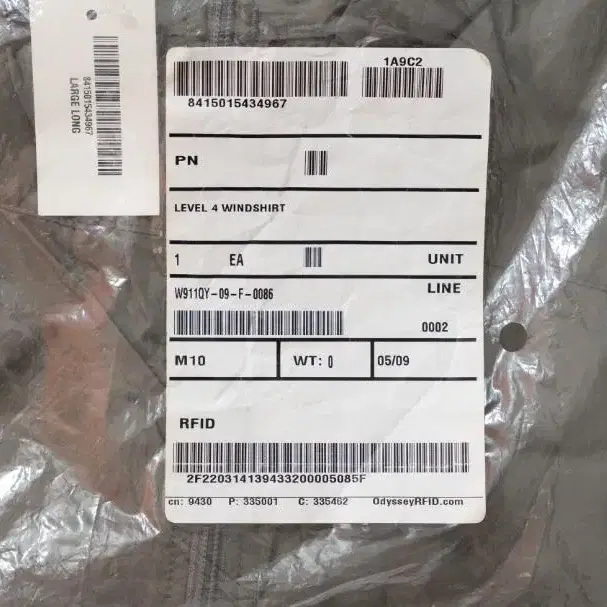 8415015434967
LARGE LONG
1A9C2
8415015434967
PN
LEVEL 4 WINDSHIRT
1 EA UNIT
W911QY-09-F-0086 LINE
0002
M10 WT: 0 05/09
RFID
2F2203141394332000005085F
cn: 9430 P: 335001 C: 335462 OdysseyRFID.com